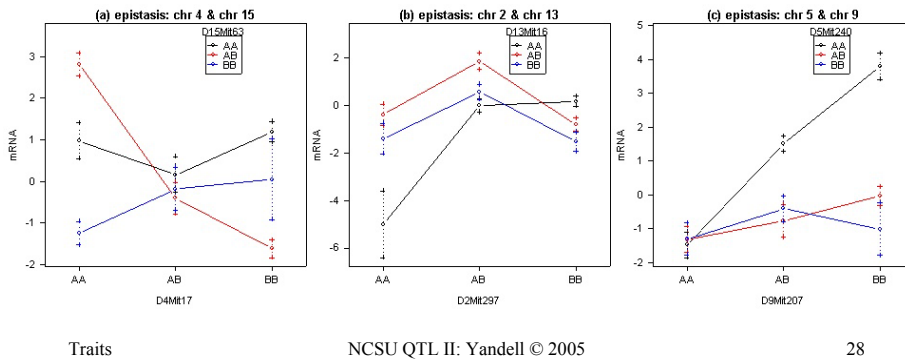 (a) epistasis: chr 4 & chr 15
D15Mit63
AA
AB
BB
mRNA
3
2
1
0
-1
-2
AA AB BB
D4Mit17
(b) epistasis: chr 2 & chr 13
D13Mit16
AA
AB
BB
mRNA
2
0
-2
-4
-6
AA AB BB
D2Mit297
(c) epistasis: chr 5 & chr 9
D5Mit240
AA
AB
BB
mRNA
5
4
3
2
1
0
-1
-2
AA AB BB
D9Mit207
Traits NCSU QTL II: Yandell © 2005 28